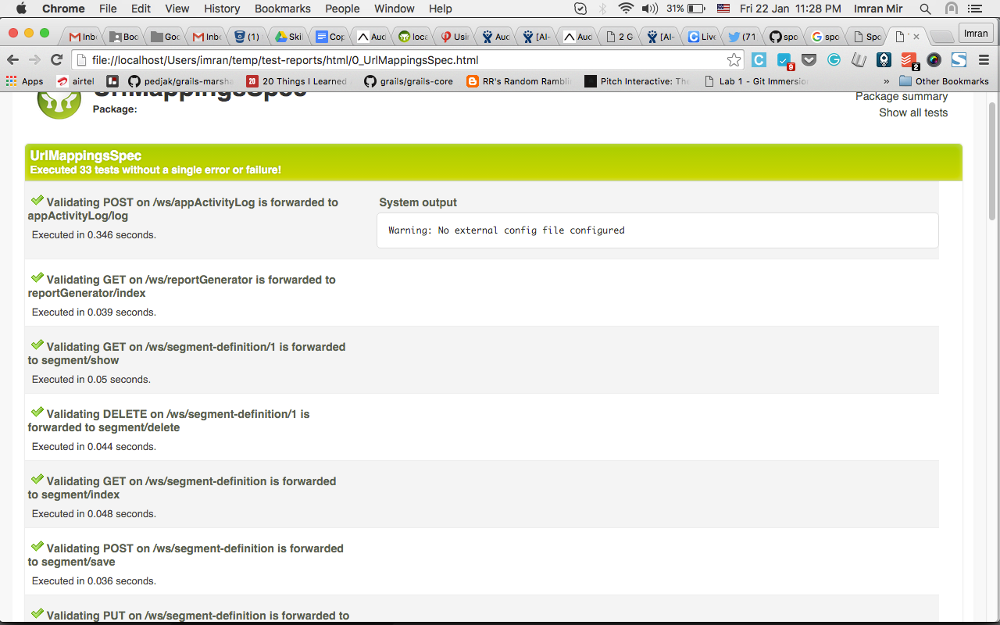 Chrome File Edit View History Bookmarks People Window Help 31% Fri 22 Jan 11:28 PM Imran Mir
Inb Boo Goo Inb (1) Skil Cop Aud loca Usin Aud [AI- Aud 2 G [AI- Live (71 spo spo Spo Imran
file://localhost/Users/imran/temp/test-reports/html/0_UrlMappingsSpec.html 9 2
Apps airtel pedjak/grails-marsha 20 20 Things I Learned grails/grails-core RR's Random Ramblin Pitch Interactive: The Lab 1 - Git Immersion » Other Bookmarks
UrlMappingsSpec
Package:
Package summary
Show all tests
UrlMappingsSpec
Executed 33 tests without a single error or failure!
Validating POST on /ws/appActivityLog is forwarded to
appActivityLog/log
Executed in 0.346 seconds.
System output
Warning: No external config file configured
Validating GET on /ws/reportGenerator is forwarded to
reportGenerator/index
Executed in 0.039 seconds.
Validating GET on /ws/segment-definition/1 is forwarded
to segment/show
Executed in 0.05 seconds.
Validating DELETE on /ws/segment-definition/1 is
forwarded to segment/delete
Executed in 0.044 seconds.
Validating GET on /ws/segment-definition is forwarded
to segment/index
Executed in 0.048 seconds.
Validating POST on /ws/segment-definition is forwarded
to segment/save
Executed in 0.036 seconds.
Validating PUT on /ws/segment-definition is forwarded to